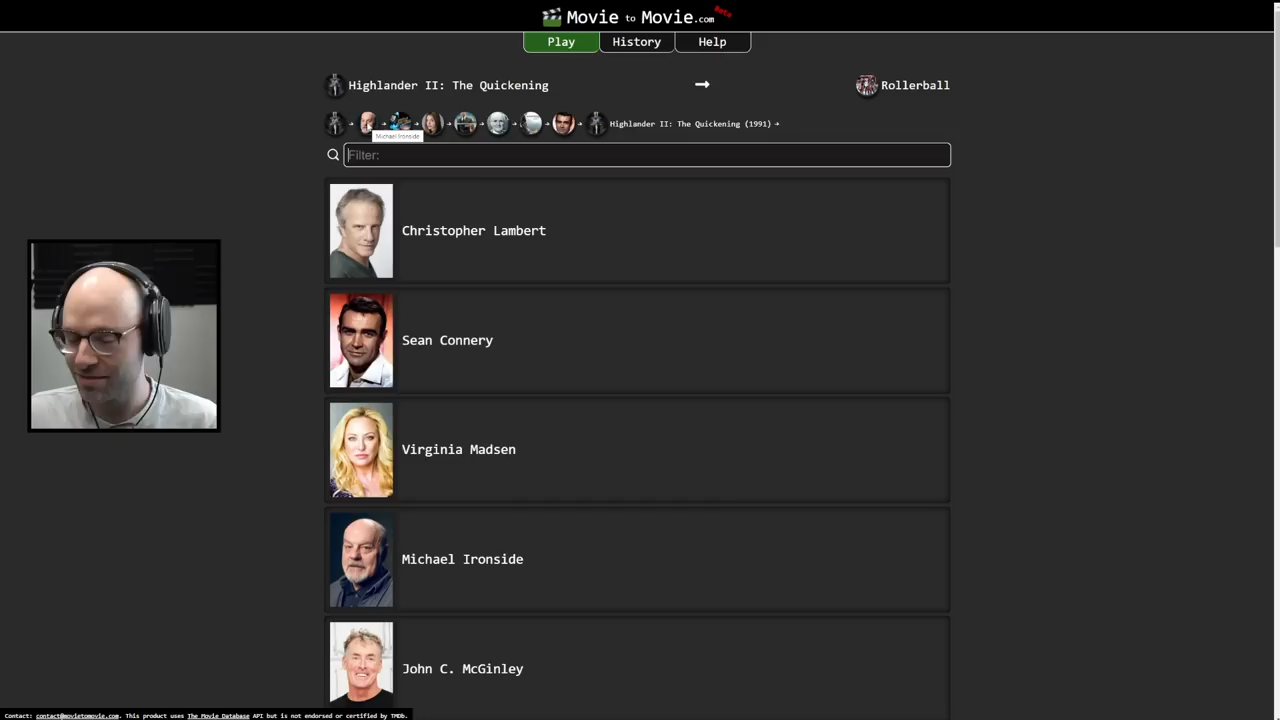 Movie to Movie.com Beta
Play History Help
Highlander II: The Quickening → Rollerball
→ → → → → → → → Highlander II: The Quickening (1991) →
Michael Ironside
Filter:
Christopher Lambert
Sean Connery
Virginia Madsen
Michael Ironside
John C. McGinley
Contact: contact@movietomovie.com. This product uses The Movie Database API but is not endorsed or certified by TMDb.